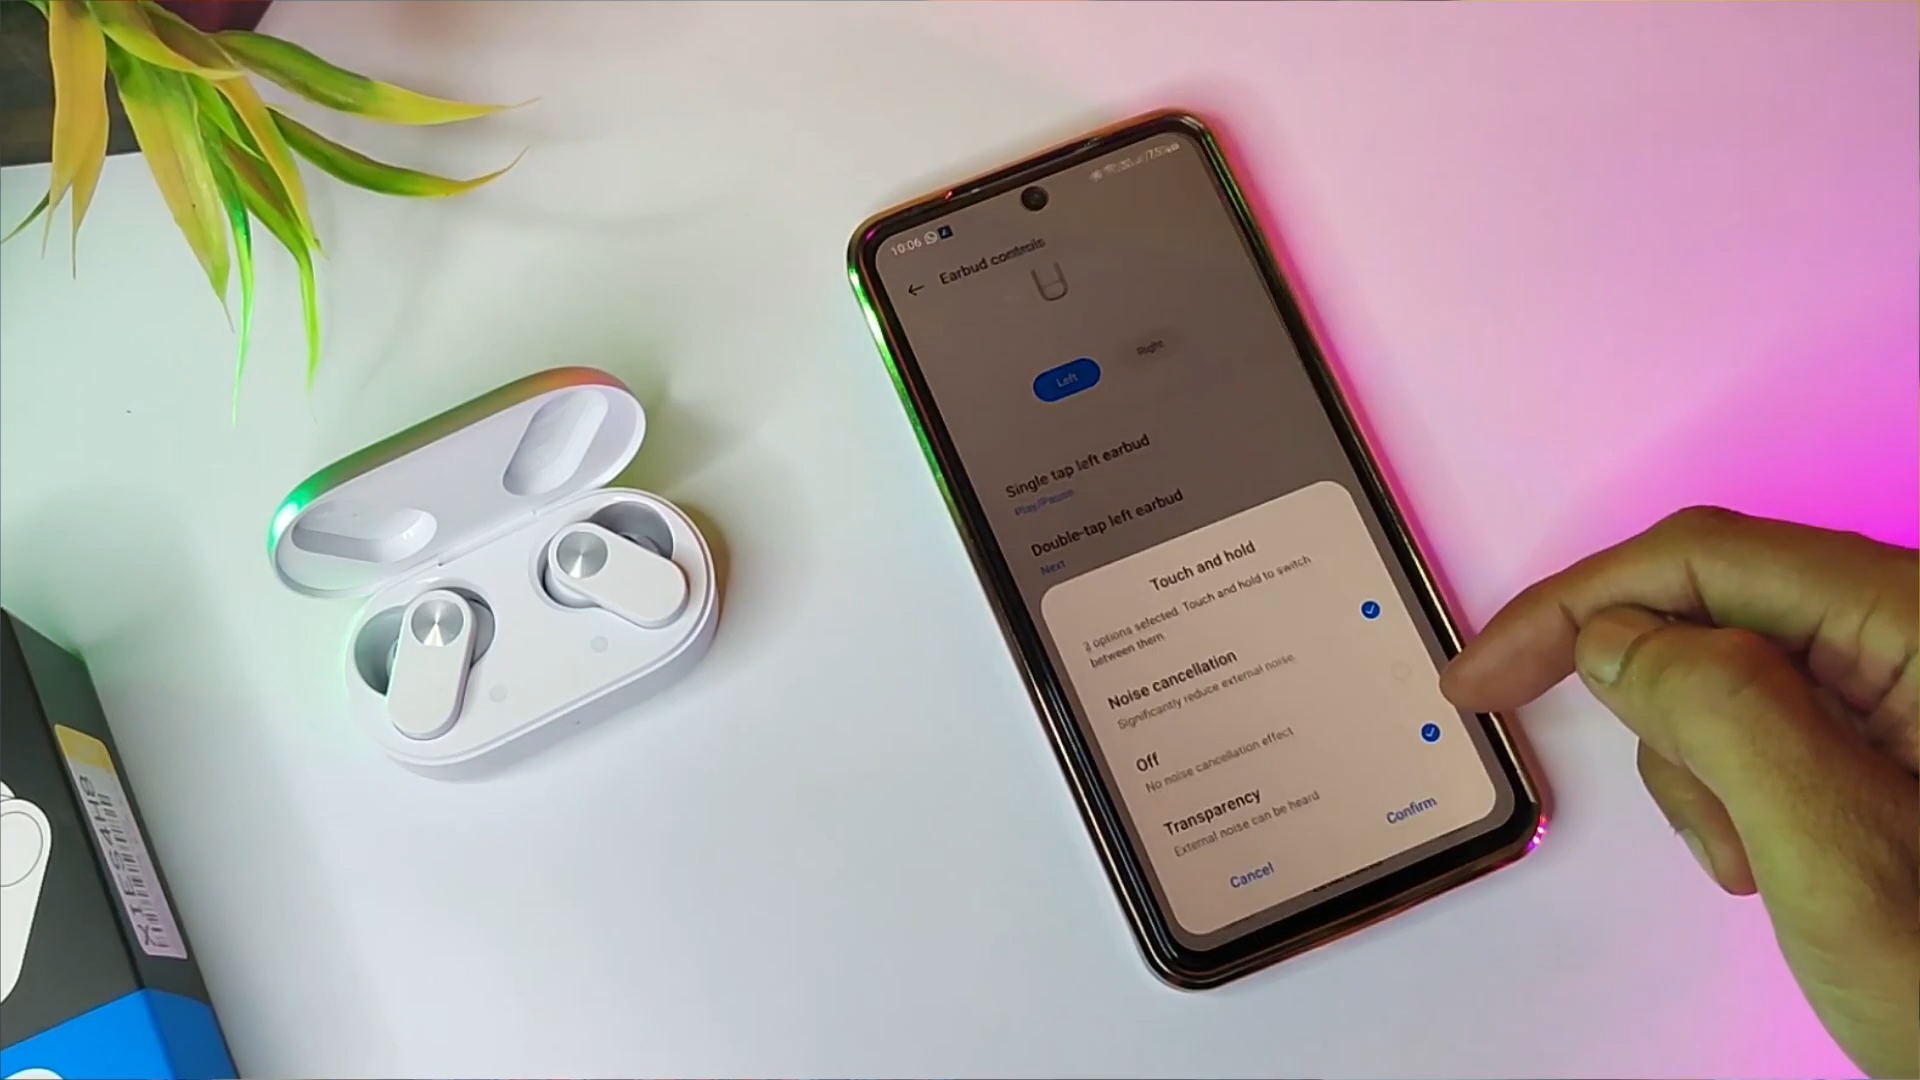 10:06
Earbud controls
Left
Right
Single tap left earbud
Play/Pause
Double-tap left earbud
Next
Touch and hold
2 options selected. Touch and hold to switch
between them.
Noise cancellation
Significantly reduce external noise.
Off
No noise cancellation effect
Transparency
External noise can be heard
Cancel
Confirm